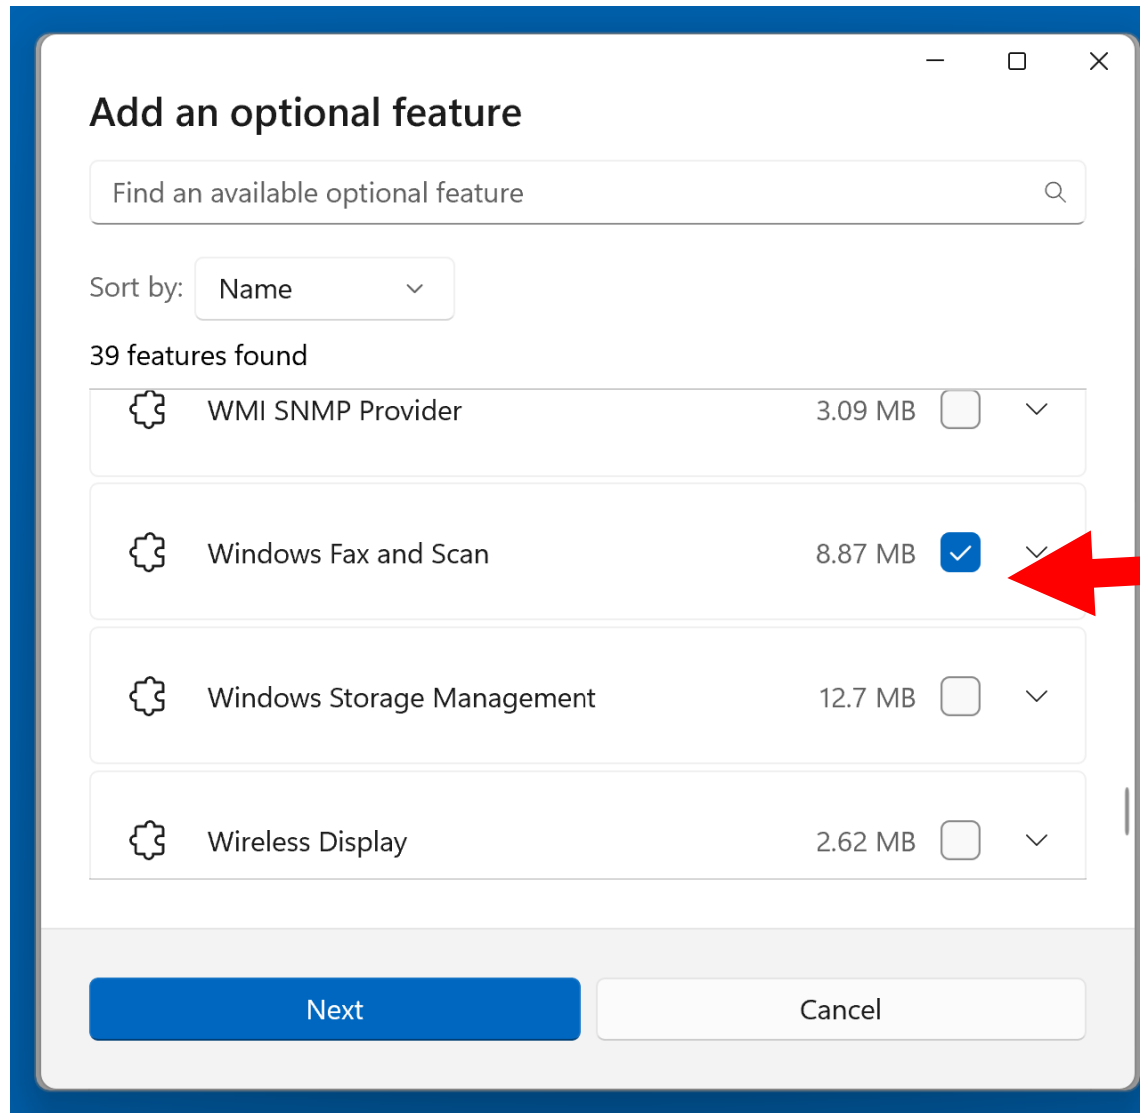 Add an optional feature
Find an available optional feature
Sort by: Name
39 features found
WMI SNMP Provider 3.09 MB
Windows Fax and Scan 8.87 MB
Windows Storage Management 12.7 MB
Wireless Display 2.62 MB
Next Cancel